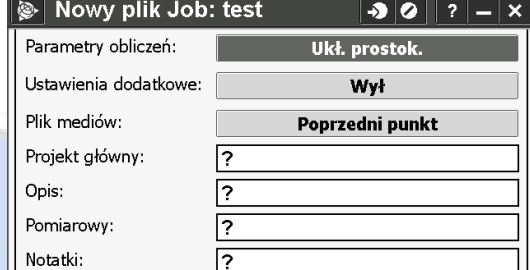 Nowy plik Job: test ? – ×
Parametry obliczeń: Ukł. prostok.
Ustawienia dodatkowe: Wył
Plik mediów: Poprzedni punkt
Projekt główny: ?
Opis: ?
Pomiarowy: ?
Notatki: ?